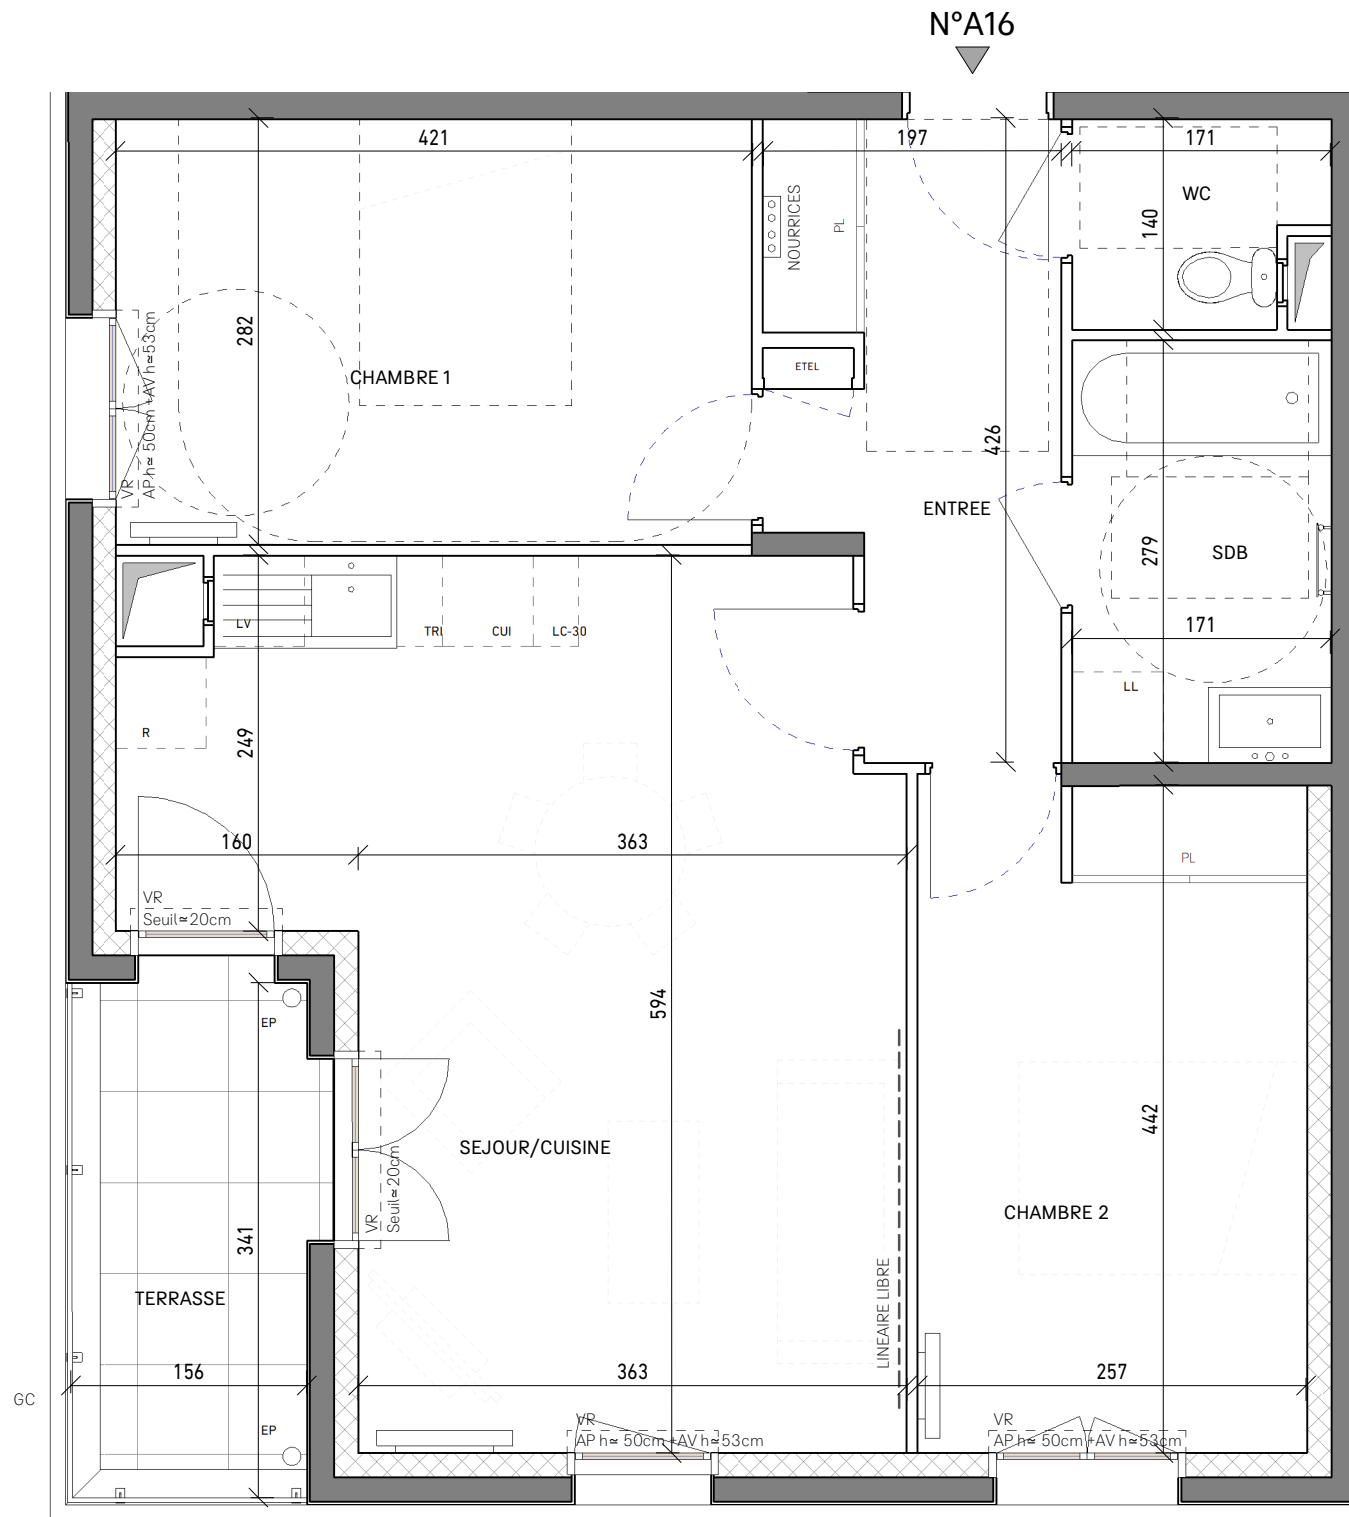 N°A16
421
197
171
WC
140
NOURRICES
PL
282
CHAMBRE 1
VR
AP h≃ 50cm +AV h≃53cm
ETEL
426
ENTREE
279
SDB
171
LV
TRI
CUI
LC-30
LL
R
249
160
363
PL
VR
Seuil≃20cm
EP
594
442
SEJOUR/CUISINE
VR
Seuil≃20cm
CHAMBRE 2
341
TERRASSE
LINEAIRE LIBRE
156
363
257
GC
EP
VR
AP h≃ 50cm +AV h≃53cm
VR
AP h≃ 50cm +AV h≃53cm